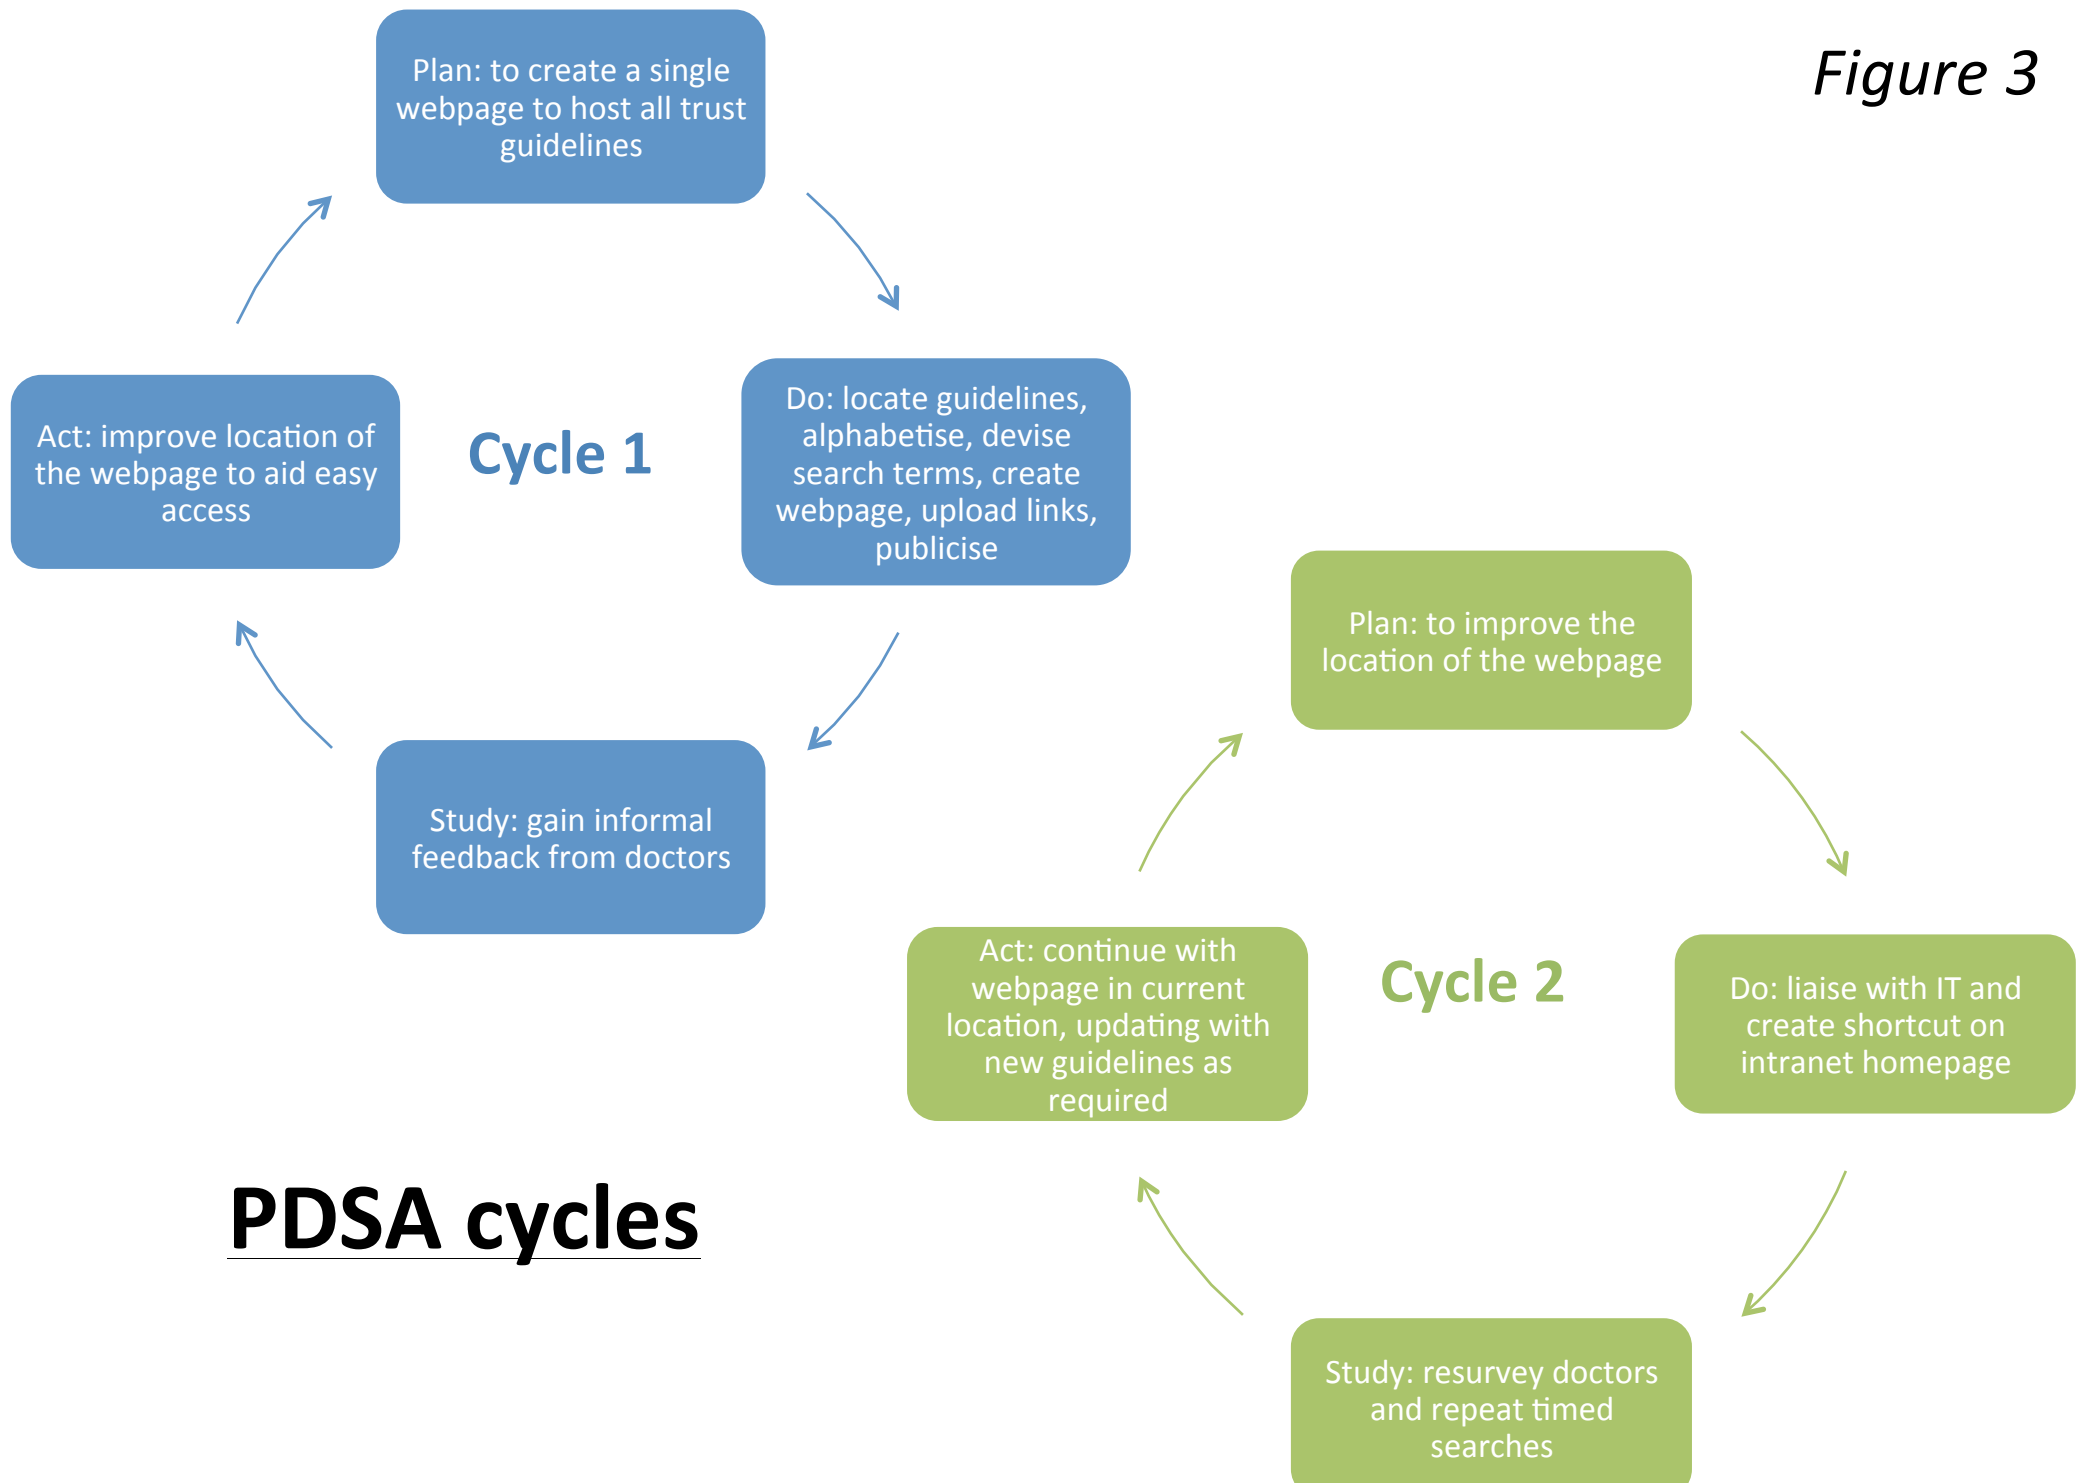 Figure 3
Plan: to create a single
webpage to host all trust
guidelines
Do: locate guidelines,
alphabetise, devise
search terms, create
webpage, upload links,
publicise
Study: gain informal
feedback from doctors
Act: improve location of
the webpage to aid easy
access
Cycle 1
Plan: to improve the
location of the webpage
Do: liaise with IT and
create shortcut on
intranet homepage
Study: resurvey doctors
and repeat timed
searches
Act: continue with
webpage in current
location, updating with
new guidelines as
required
Cycle 2
PDSA cycles